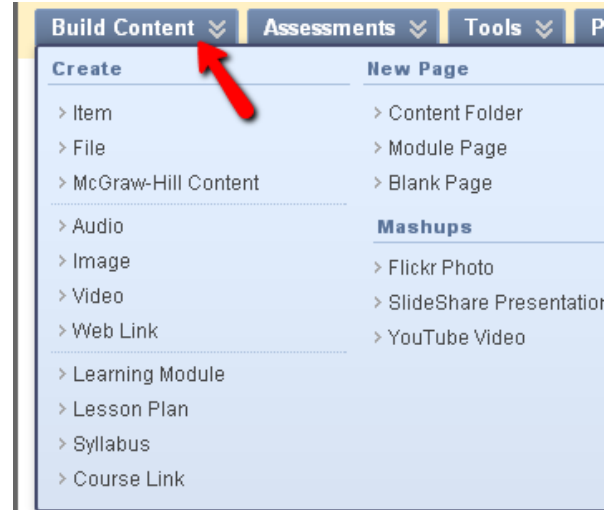 Build Content Assessments Tools P
Create
> Item
> File
> McGraw-Hill Content
> Audio
> Image
> Video
> Web Link
> Learning Module
> Lesson Plan
> Syllabus
> Course Link
New Page
> Content Folder
> Module Page
> Blank Page
Mashups
> Flickr Photo
> SlideShare Presentation
> YouTube Video